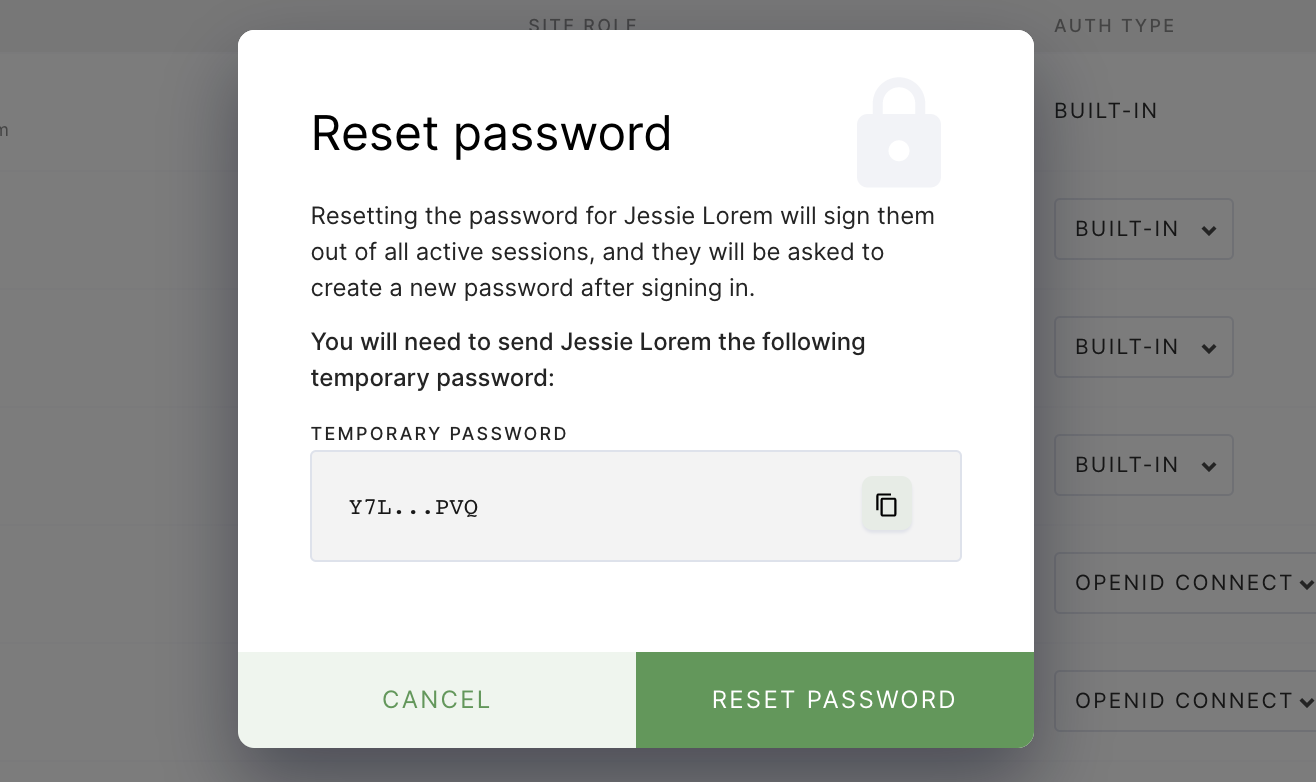 SITE ROLE
AUTH TYPE
BUILT-IN
m
Reset password
Resetting the password for Jessie Lorem will sign them
out of all active sessions, and they will be asked to
create a new password after signing in.
You will need to send Jessie Lorem the following
temporary password:
TEMPORARY PASSWORD
Y7L...PVQ
CANCEL
RESET PASSWORD
BUILT-IN
BUILT-IN
BUILT-IN
OPENID CONNECT
OPENID CONNECT